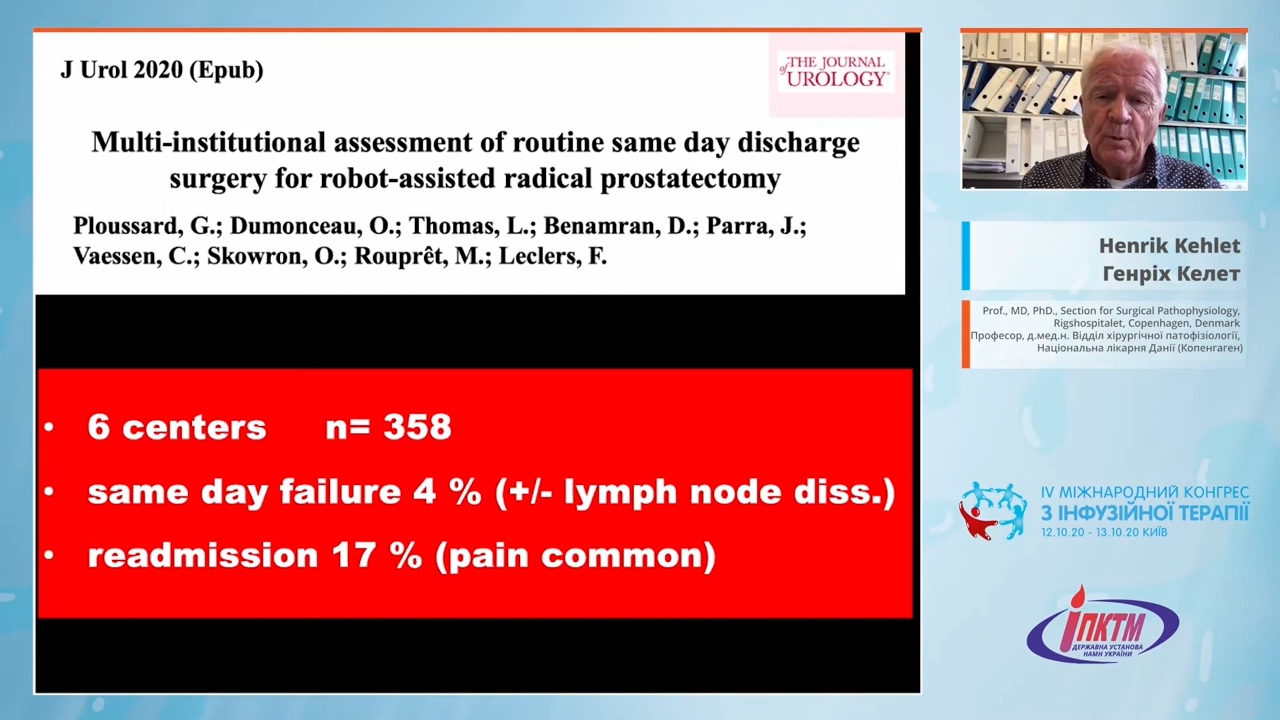 J Urol 2020 (Epub)
THE JOURNAL
of UROLOGY®
Multi-institutional assessment of routine same day discharge
surgery for robot-assisted radical prostatectomy
Ploussard, G.; Dumonceau, O.; Thomas, L.; Benamran, D.; Parra, J.;
Vaessen, C.; Skowron, O.; Rouprêt, M.; Leclers, F.
• 6 centers n= 358
• same day failure 4 % (+/- lymph node diss.)
• readmission 17 % (pain common)
Henrik Kehlet
Генріх Келет
Prof., MD, PhD., Section for Surgical Pathophysiology,
Rigshospitalet, Copenhagen, Denmark
Професор, д.мед.н. Відділ хірургічної патофізіології,
Національна лікарня Данії (Копенгаген)
IV МІЖНАРОДНИЙ КОНГРЕС
З ІНФУЗІЙНОЇ ТЕРАПІЇ
12.10.20 - 13.10.20 КИЇВ
ІПКТМ
ДЕРЖАВНА УСТАНОВА
НАМН УКРАЇНИ